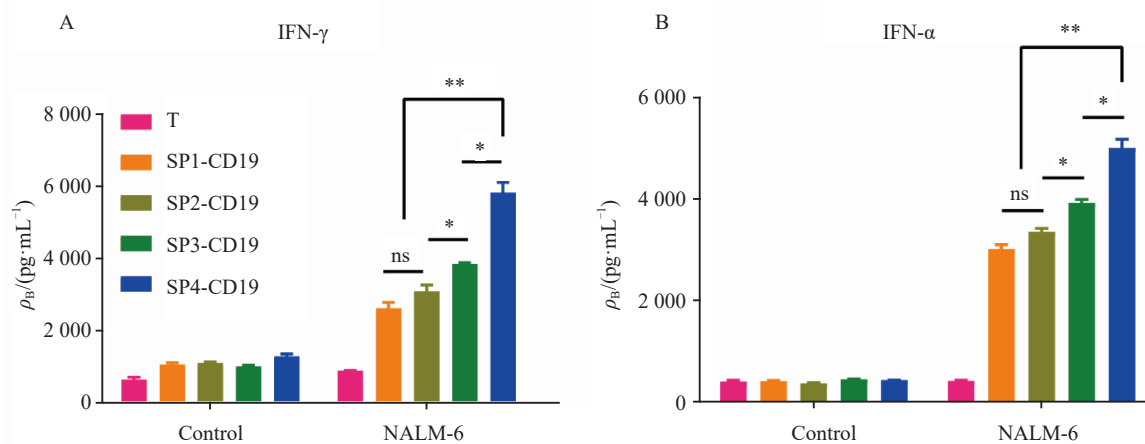 A
IFN-γ
**
8 000
T
SP1-CD19
*
6 000
SP2-CD19
*
SP3-CD19
ns
4 000
SP4-CD19
2 000
0
ρB/(pg·mL⁻¹)
Control
NALM-6
B
IFN-α
**
6 000
*
*
ns
4 000
2 000
0
ρB/(pg·mL⁻¹)
Control
NALM-6